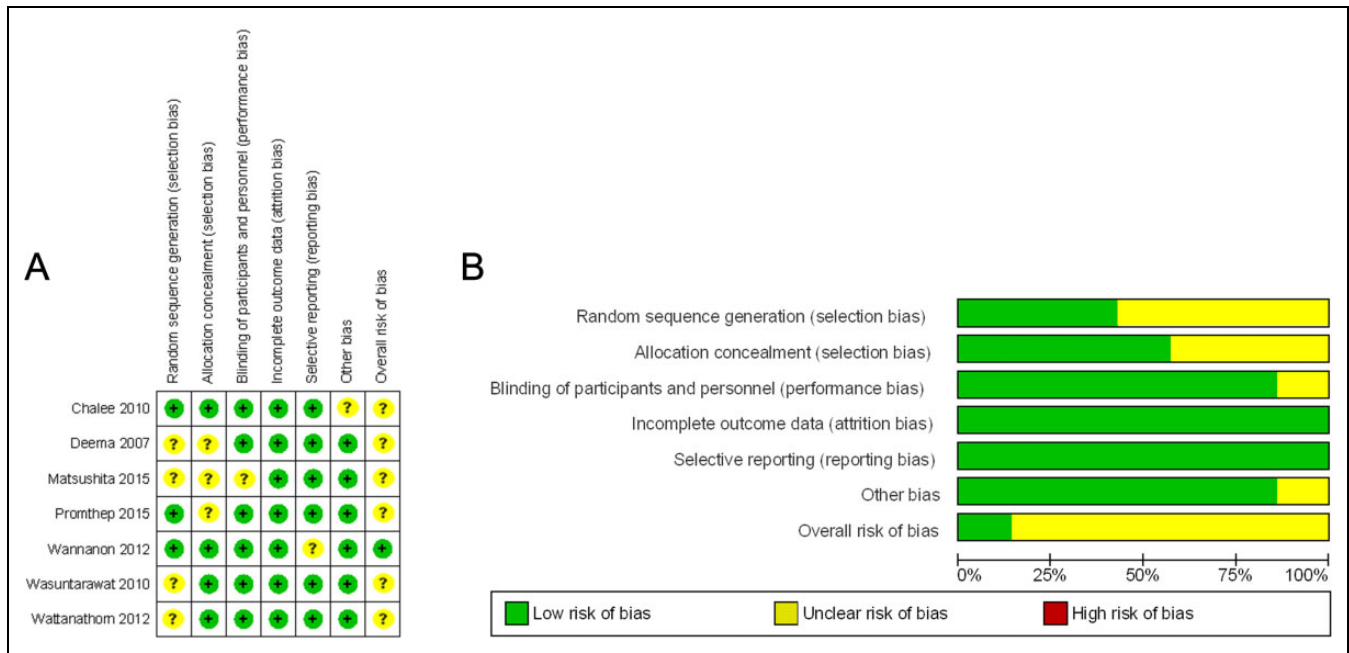 A
Random sequence generation (selection bias)
Allocation concealment (selection bias)
Blinding of participants and personnel (performance bias)
Incomplete outcome data (attrition bias)
Selective reporting (reporting bias)
Other bias
Overall risk of bias
Chalee 2010 + + + + + ? ?
Deema 2007 ? ? + + + + ?
Matsushita 2015 ? ? ? + + + ?
Promthep 2015 + ? + + + + ?
Wannanon 2012 + + + + ? + +
Wasuntarawat 2010 ? + + + + + ?
Wattanathorn 2012 ? + + + + + ?
B
Random sequence generation (selection bias)
Allocation concealment (selection bias)
Blinding of participants and personnel (performance bias)
Incomplete outcome data (attrition bias)
Selective reporting (reporting bias)
Other bias
Overall risk of bias
0% 25% 50% 75% 100%
Low risk of bias Unclear risk of bias High risk of bias